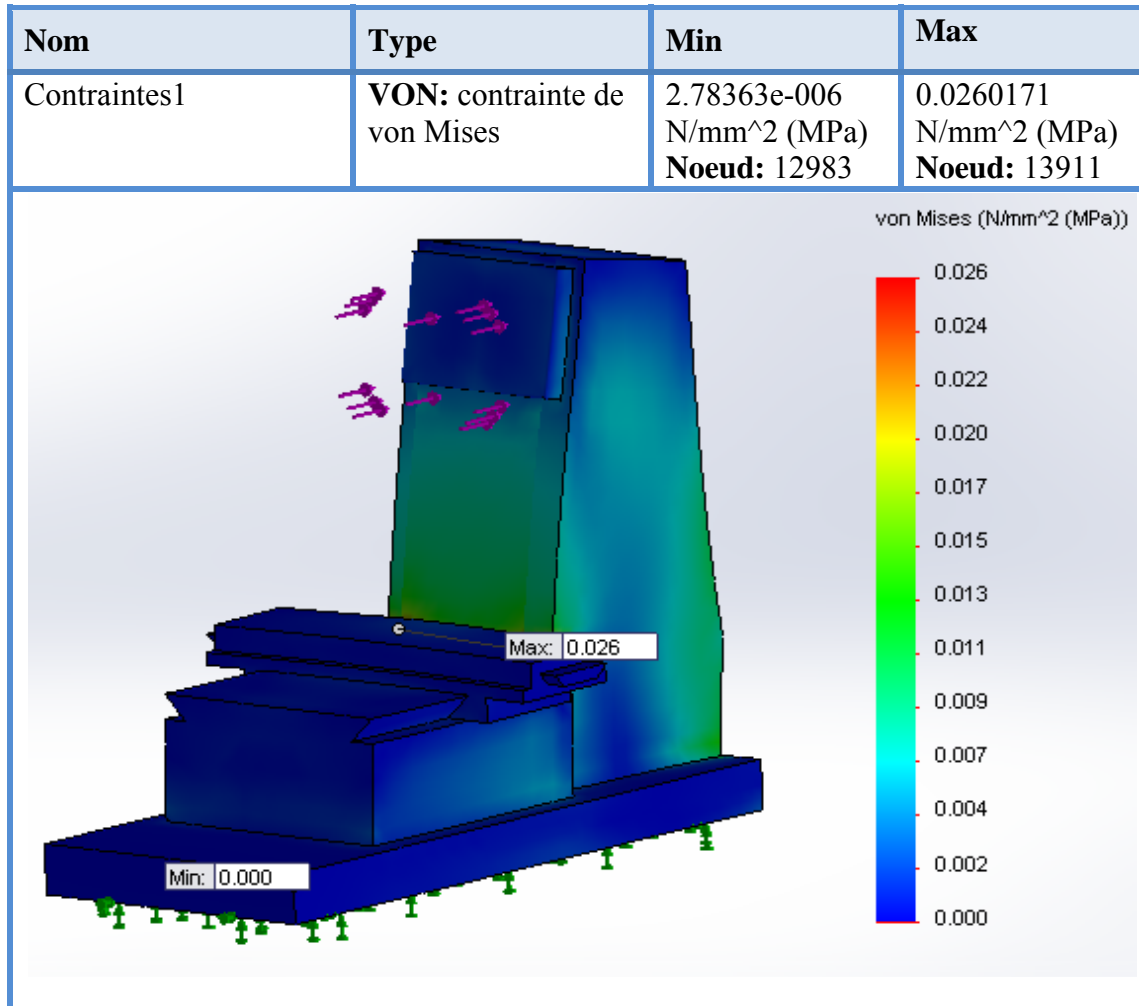 Nom Type Min Max
Contraintes1 VON: contrainte de 2.78363e-006 0.0260171
von Mises N/mm^2 (MPa) N/mm^2 (MPa)
Noeud: 12983 Noeud: 13911
von Mises (N/mm^2 (MPa))
0.026
0.024
0.022
0.020
0.017
0.015
0.013
0.011
0.009
0.007
0.004
0.002
0.000
Max: 0.026
Min: 0.000